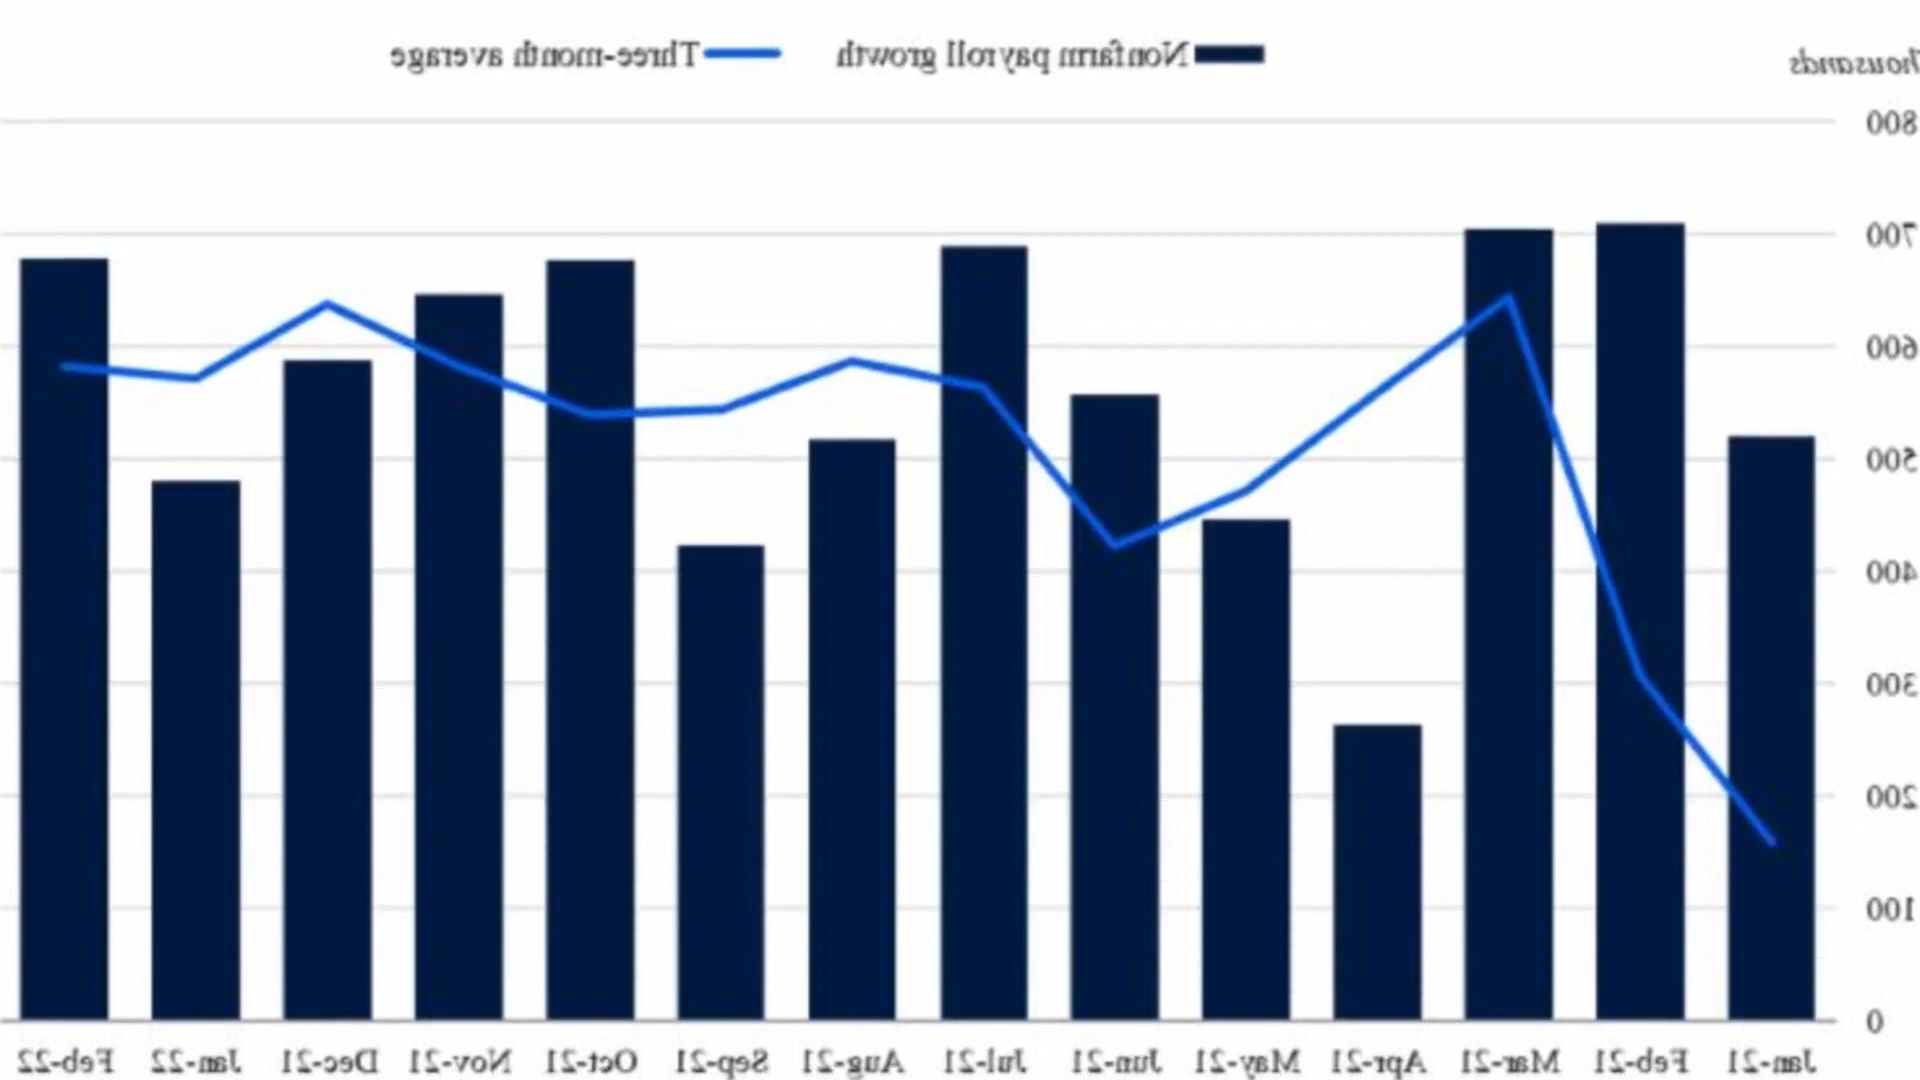 Thousands
Nonfarm payroll growth
Three-month average
800
700
600
500
400
300
200
100
0
Jan-21
Feb-21
Mar-21
Apr-21
May-21
Jun-21
Jul-21
Aug-21
Sep-21
Oct-21
Nov-21
Dec-21
Jan-22
Feb-22